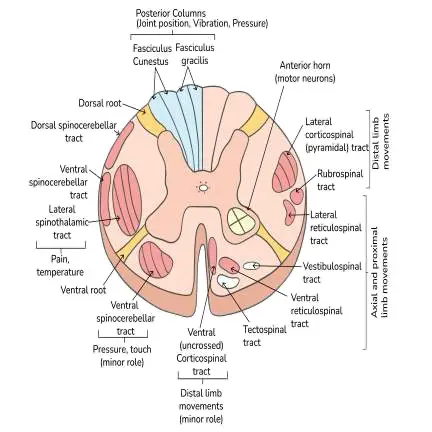 Posterior Columns
(Joint position, Vibration, Pressure)
Fasciculus
Cunestus
Fasciculus
gracilis
Anterior horn
(motor neurons)
Dorsal root
Dorsal spinocerebellar
tract
Ventral
spinocerebellar
tract
Lateral
spinothalamic
tract
Pain,
temperature
Ventral root
Ventral
spinocerebellar
tract
Pressure, touch
(minor role)
Ventral
(uncrossed)
Corticospinal
tract
Distal limb
movements
(minor role)
Tectospinal
tract
Ventral
reticulospinal
tract
Vestibulospinal
tract
Lateral
reticulospinal
tract
Rubrospinal
tract
Lateral
corticospinal
(pyramidal) tract
Distal limb
movements
Axial and proximal
limb movements